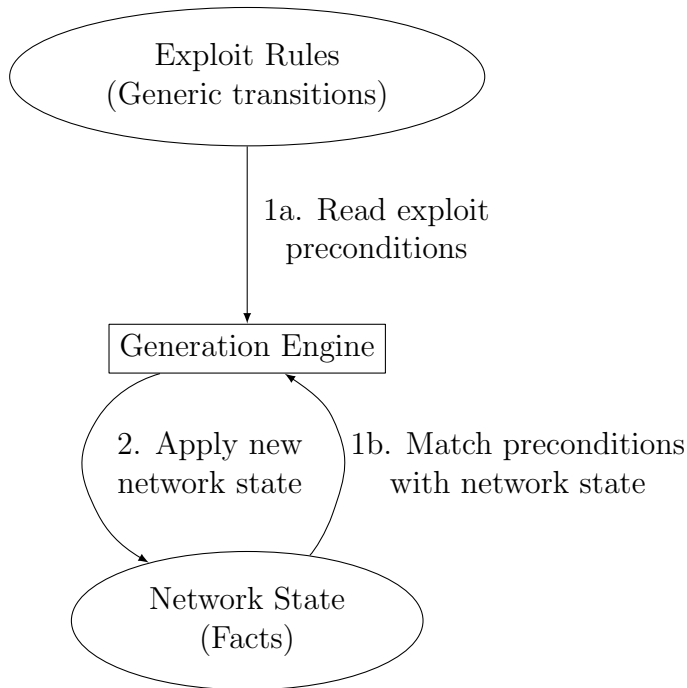 Exploit Rules
(Generic transitions)
1a. Read exploit
preconditions
Generation Engine
2. Apply new
network state
1b. Match preconditions
with network state
Network State
(Facts)